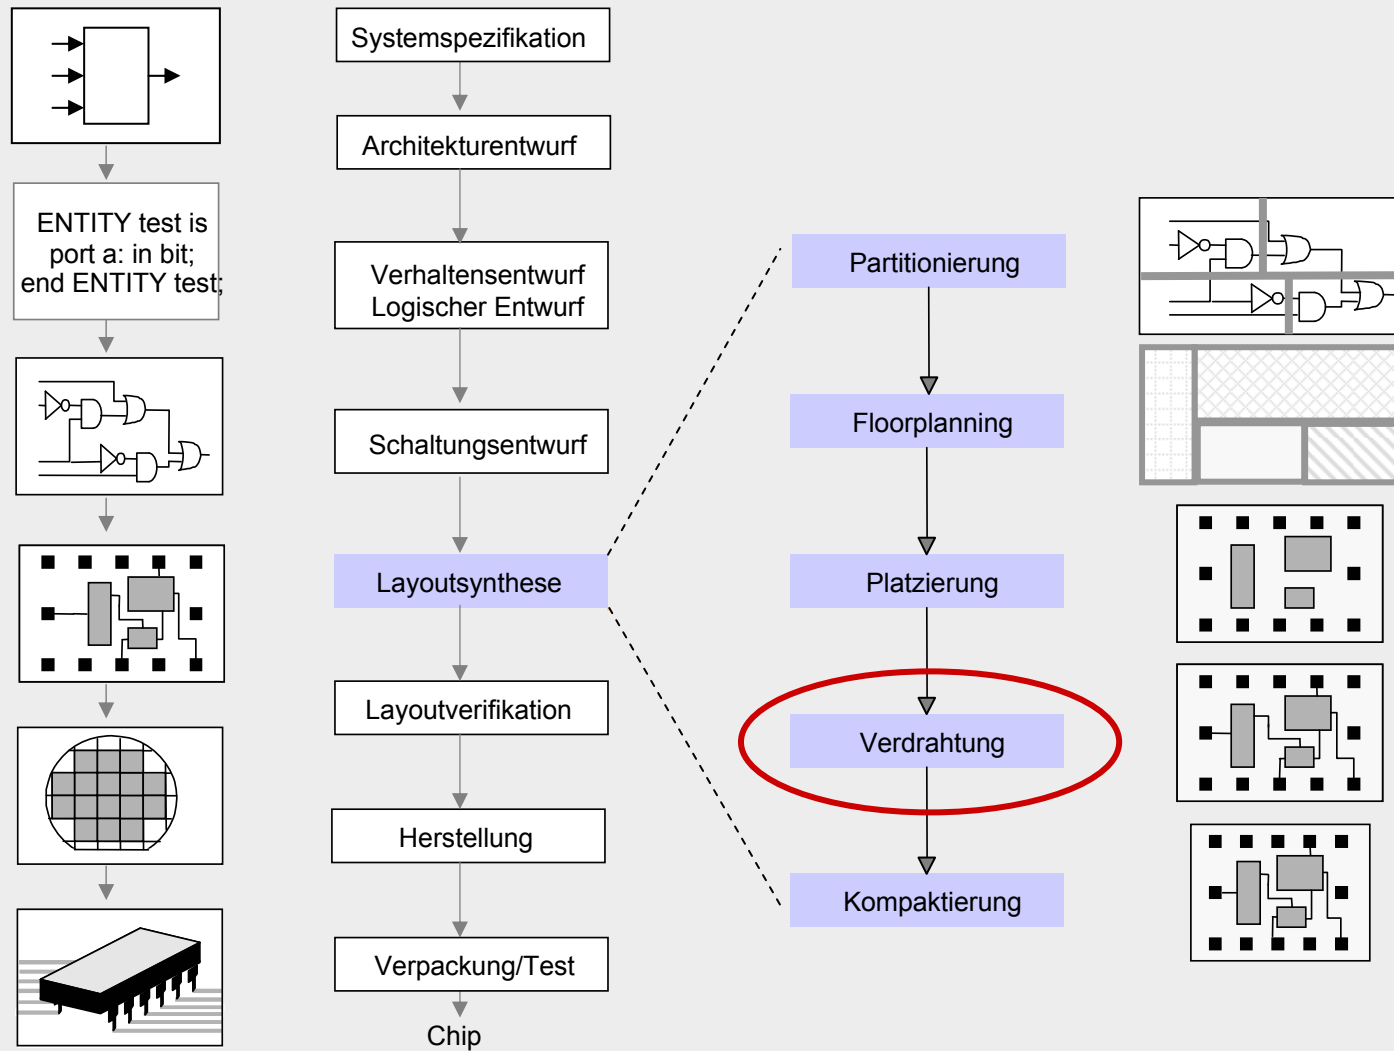 Systemspezifikation
Architekturentwurf
ENTITY test is
port a: in bit;
end ENTITY test;
Verhaltensentwurf
Logischer Entwurf
Schaltungsentwurf
Layoutsynthese
Layoutverifikation
Herstellung
Verpackung/Test
Chip
Partitionierung
Floorplanning
Platzierung
Verdrahtung
Kompaktierung